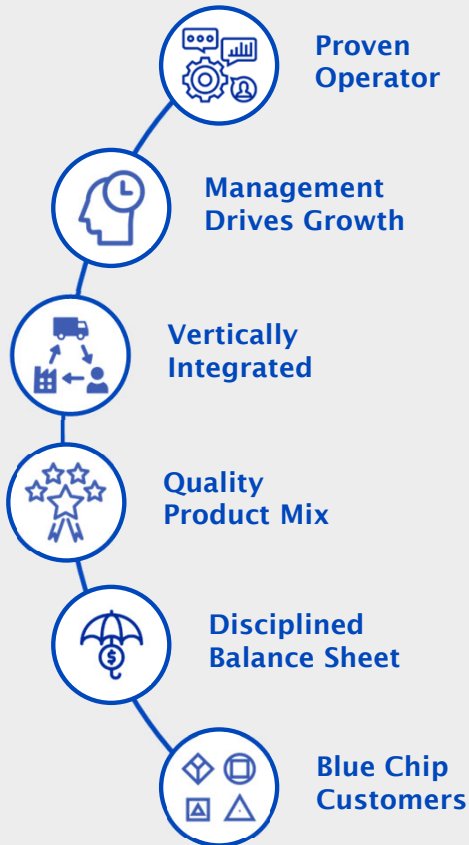 Proven
Operator
Management
Drives Growth
Vertically
Integrated
Quality
Product Mix
$
Disciplined
Balance Sheet
Blue Chip
Customers